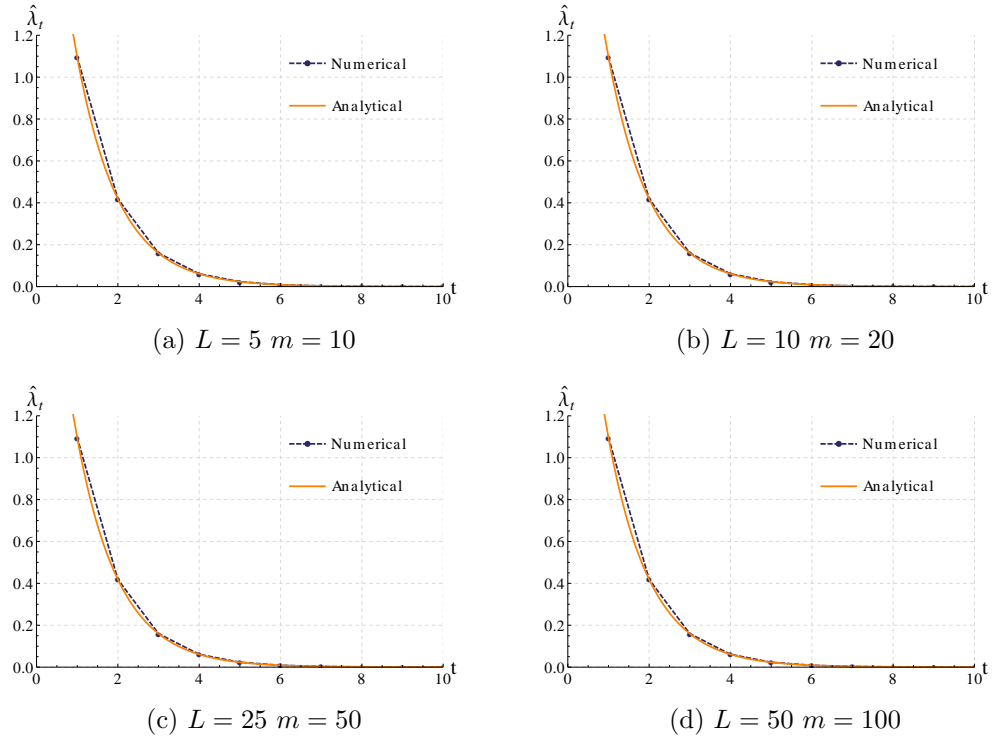 λ̂_t
1.2
1.0
0.8
0.6
0.4
0.2
0.0
0 2 4 6 8 10 t
Numerical
Analytical
(a) L = 5 m = 10
λ̂_t
1.2
1.0
0.8
0.6
0.4
0.2
0.0
0 2 4 6 8 10 t
Numerical
Analytical
(b) L = 10 m = 20
λ̂_t
1.2
1.0
0.8
0.6
0.4
0.2
0.0
0 2 4 6 8 10 t
Numerical
Analytical
(c) L = 25 m = 50
λ̂_t
1.2
1.0
0.8
0.6
0.4
0.2
0.0
0 2 4 6 8 10 t
Numerical
Analytical
(d) L = 50 m = 100